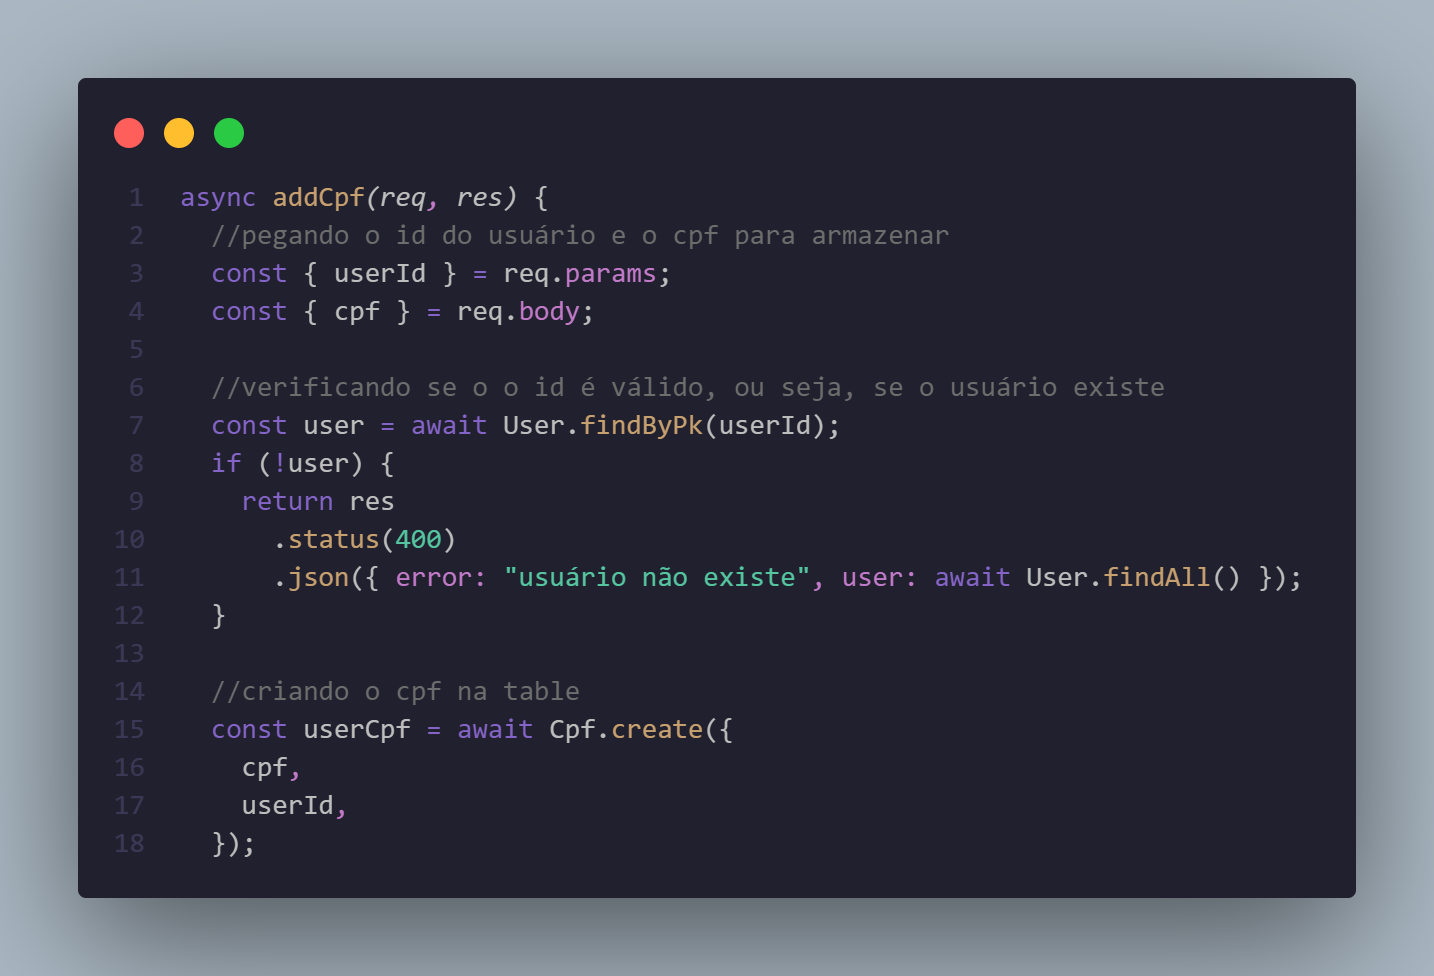 1 async addCpf(req, res) {
2 //pegando o id do usuário e o cpf para armazenar
3 const { userId } = req.params;
4 const { cpf } = req.body;
5
6 //verificando se o o id é válido, ou seja, se o usuário existe
7 const user = await User.findByPk(userId);
8 if (!user) {
9 return res
10 .status(400)
11 .json({ error: "usuário não existe", user: await User.findAll() });
12 }
13
14 //criando o cpf na table
15 const userCpf = await Cpf.create({
16 cpf,
17 userId,
18 });